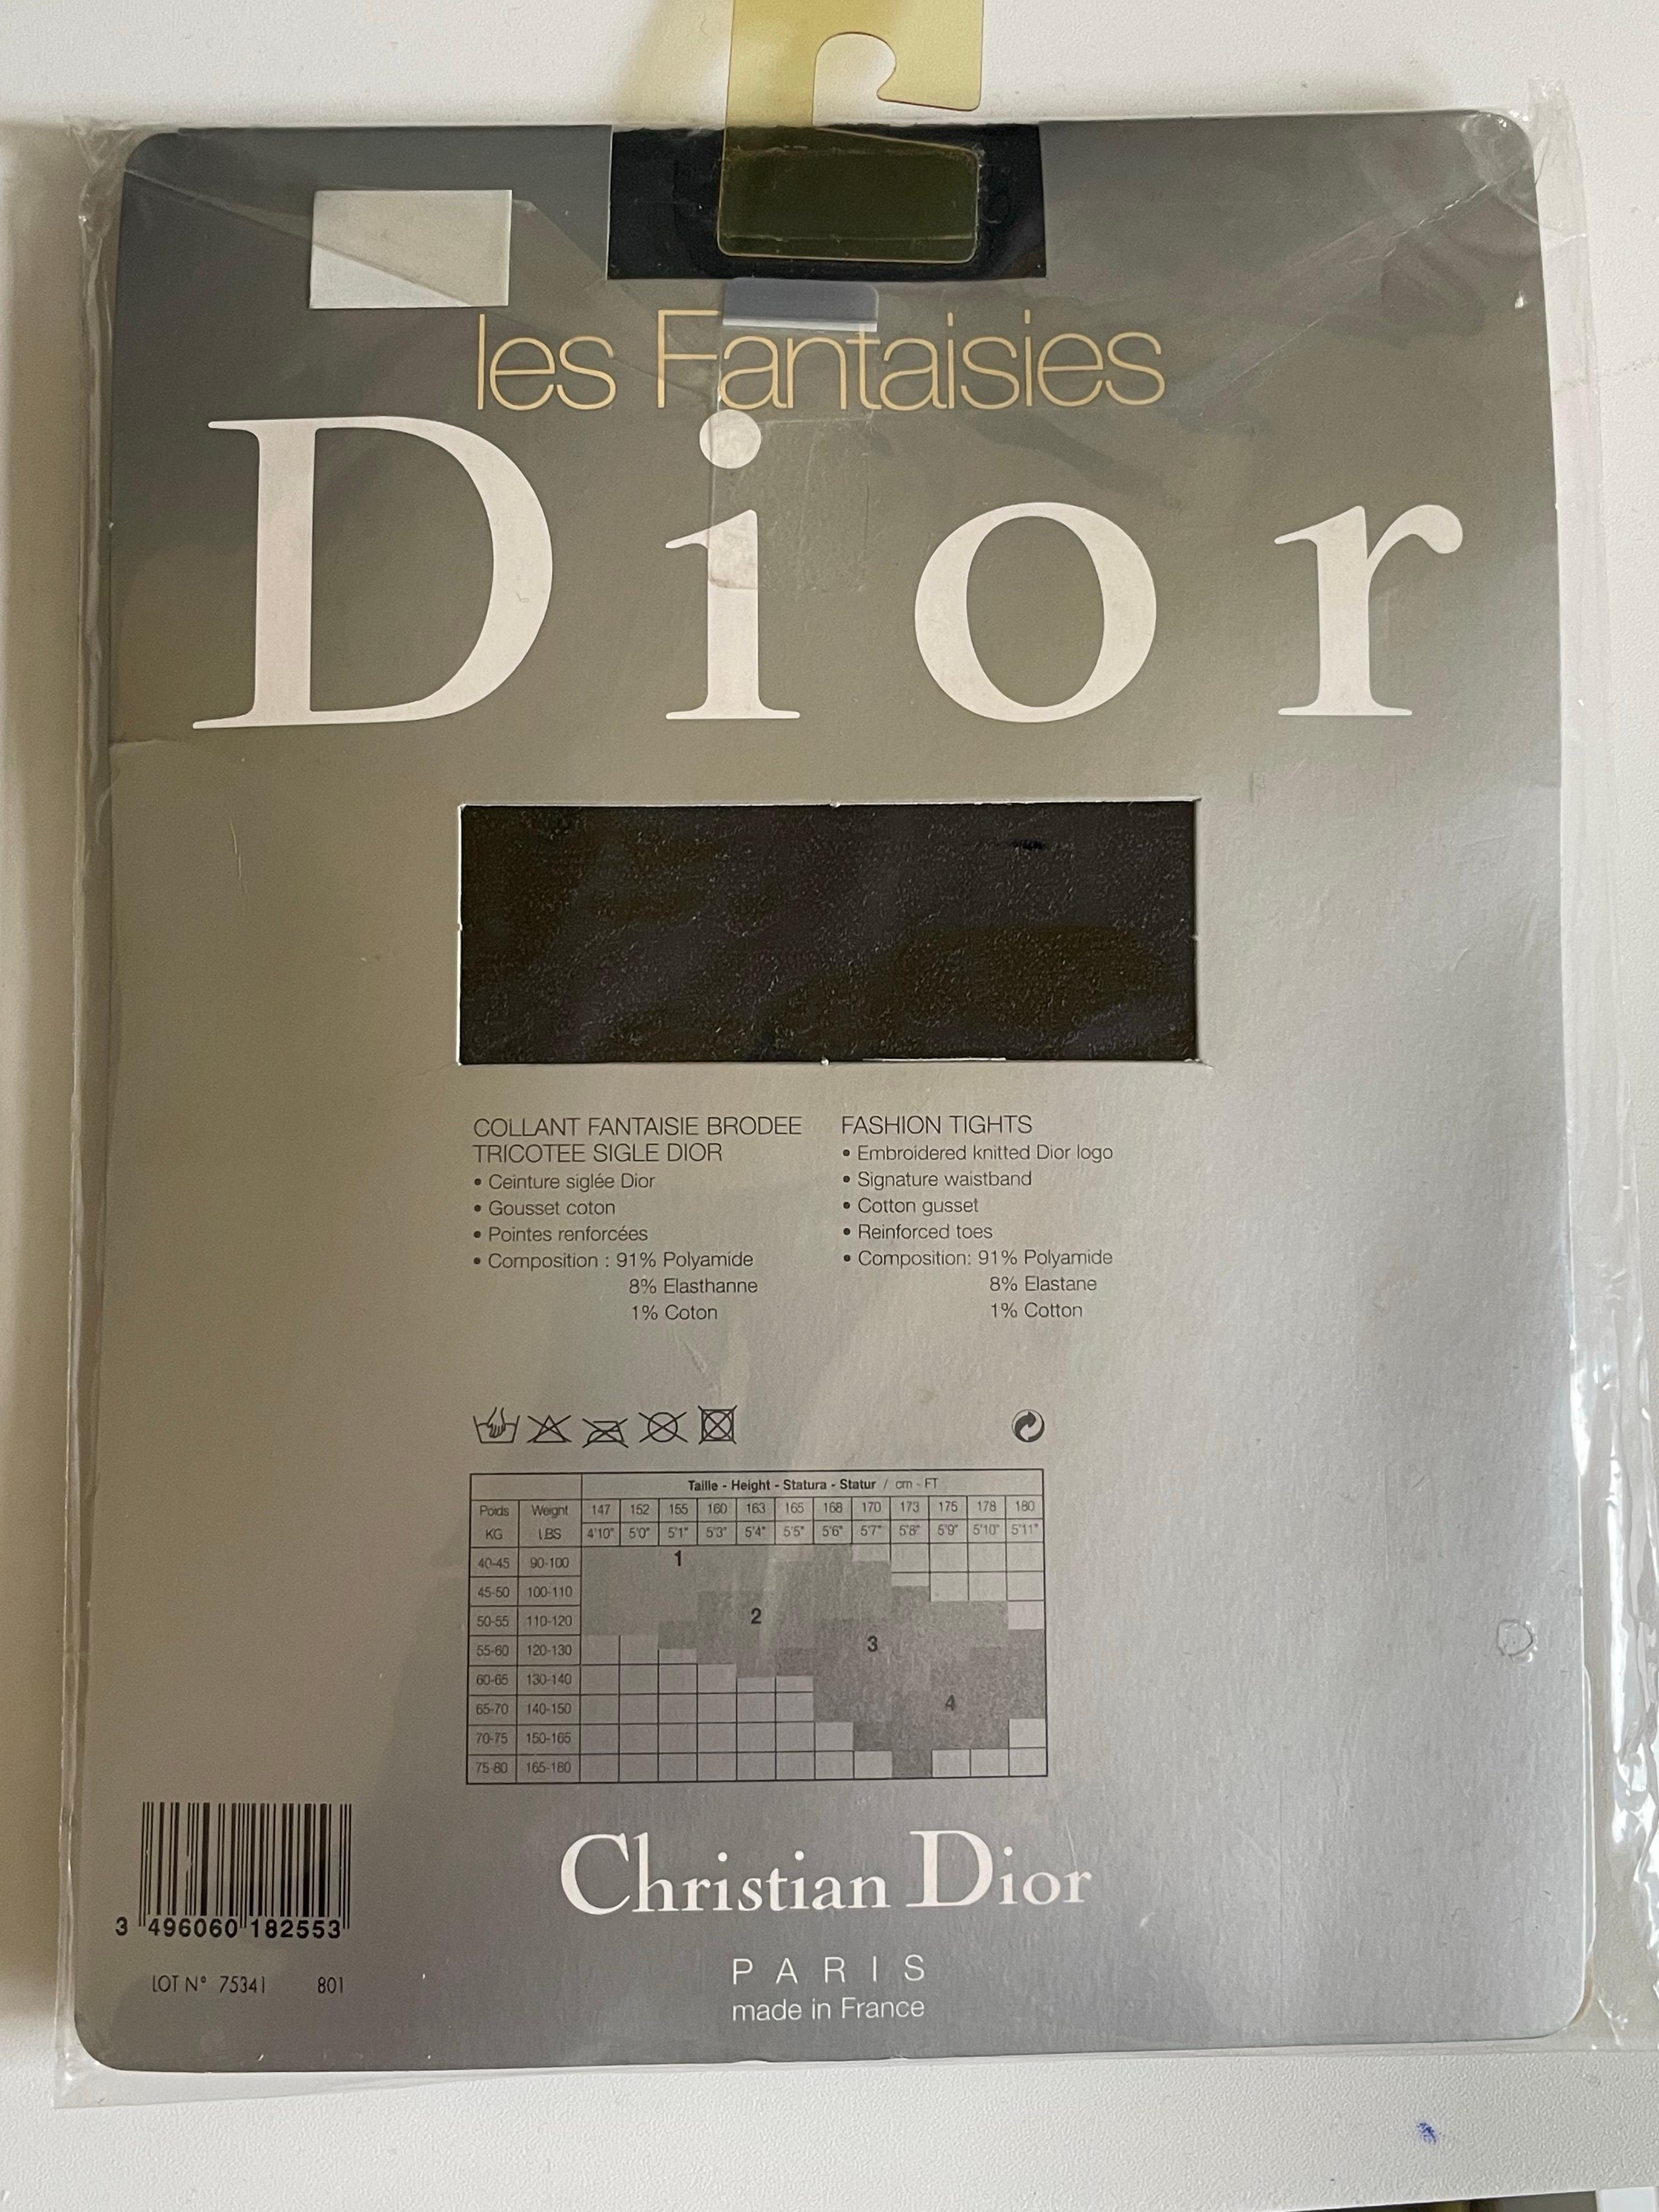 les Fantaisies
Dior
COLLANT FANTAISIE BRODEE
TRICOTEE SIGLE DIOR
• Ceinture siglée Dior
• Gousset coton
• Pointes renforcées
• Composition : 91% Polyamide
8% Elasthanne
1% Coton
FASHION TIGHTS
• Embroidered knitted Dior logo
• Signature waistband
• Cotton gusset
• Reinforced toes
• Composition: 91% Polyamide
8% Elastane
1% Cotton
Taille - Height - Statura - Statur / cm - FT
Poids Weight 147 152 155 160 163 165 168 170 173 175 178 180
KG LBS 4'10" 5'0" 5'1" 5'3" 5'4" 5'5" 5'6" 5'7" 5'8" 5'9" 5'10" 5'11"
40-45 90-100 1
45-50 100-110
50-55 110-120 2
55-60 120-130 3
60-65 130-140
65-70 140-150 4
70-75 150-165
75-80 165-180
Christian Dior
PARIS
made in France
3 496060 182553
LOT N° 75341 801